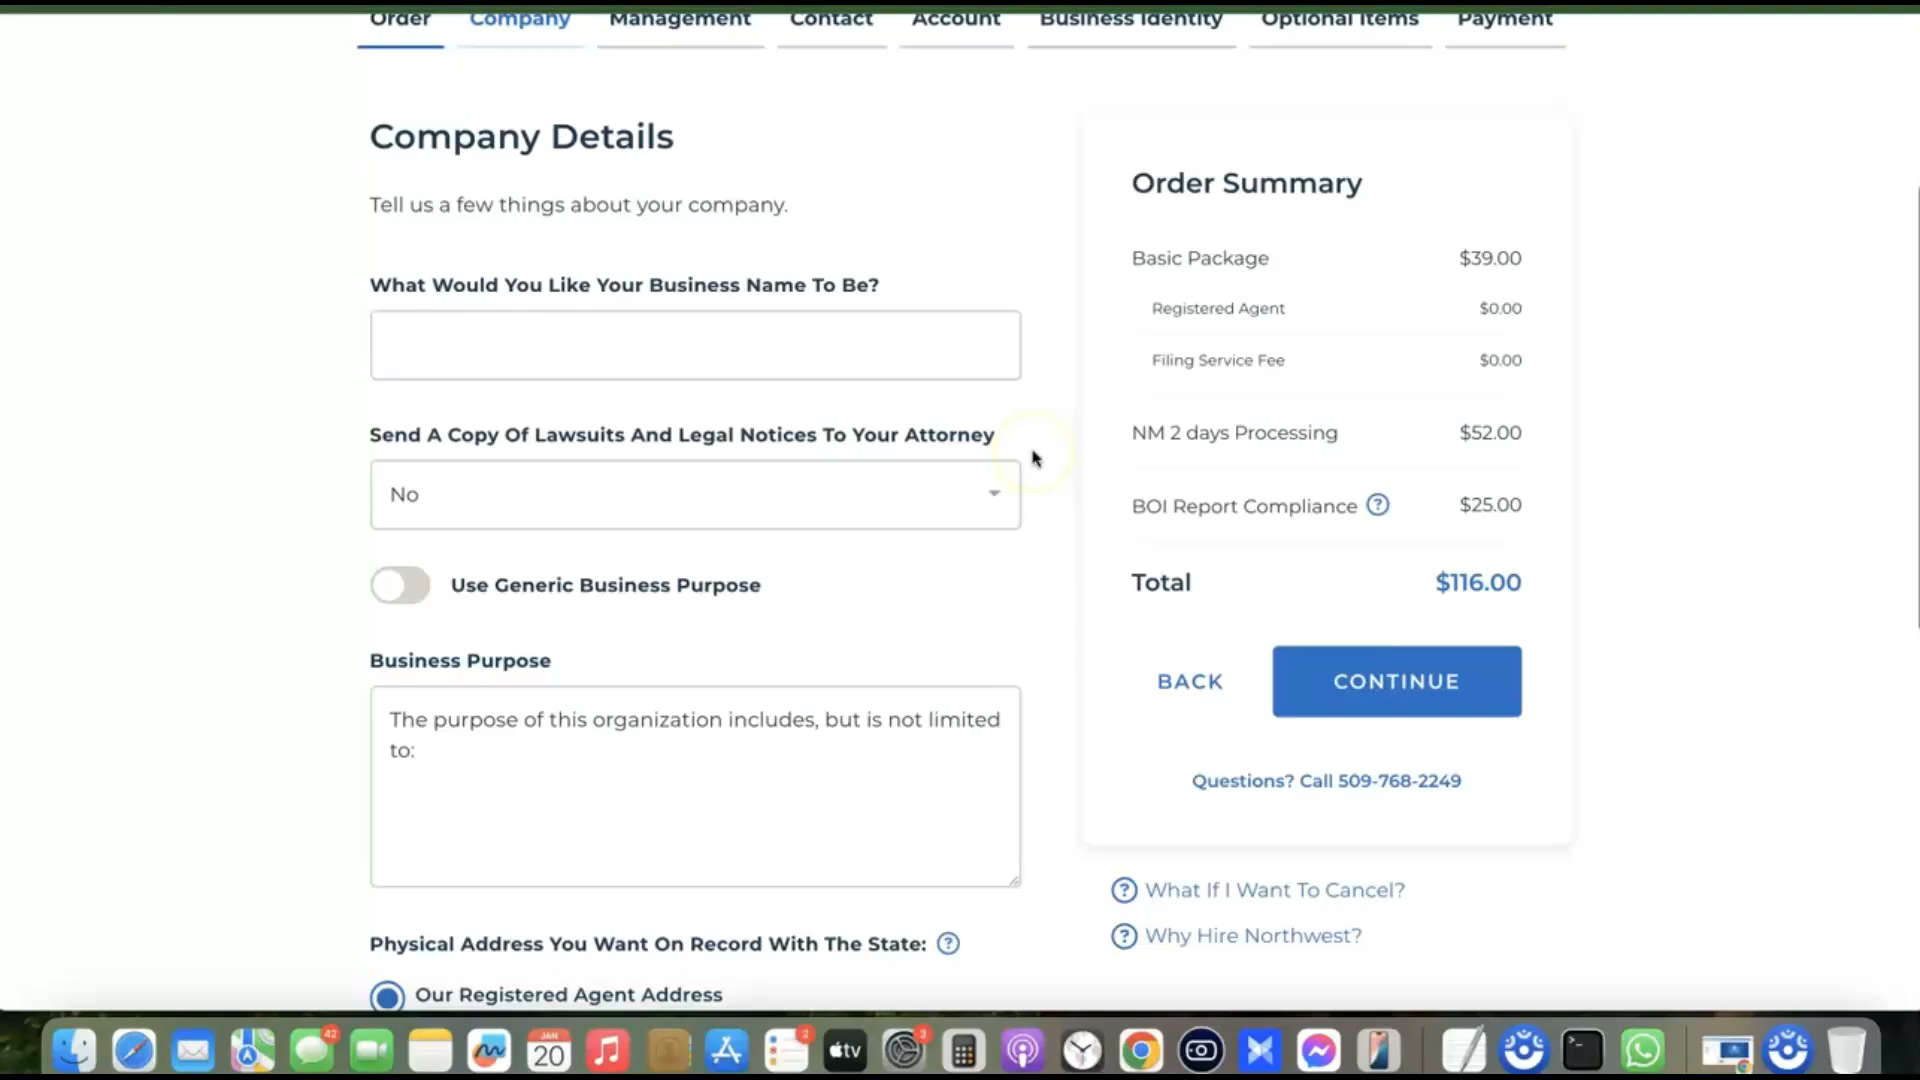 Order Company Management Contact Account Business Identity Optional Items Payment
Company Details
Tell us a few things about your company.
What Would You Like Your Business Name To Be?
Send A Copy Of Lawsuits And Legal Notices To Your Attorney
No
Use Generic Business Purpose
Business Purpose
The purpose of this organization includes, but is not limited
to:
Physical Address You Want On Record With The State: ?
Our Registered Agent Address
Order Summary
Basic Package $39.00
Registered Agent $0.00
Filing Service Fee $0.00
NM 2 days Processing $52.00
BOI Report Compliance ? $25.00
Total $116.00
BACK CONTINUE
Questions? Call 509-768-2249
? What If I Want To Cancel?
? Why Hire Northwest?
42 JAN 20 2 tv 3